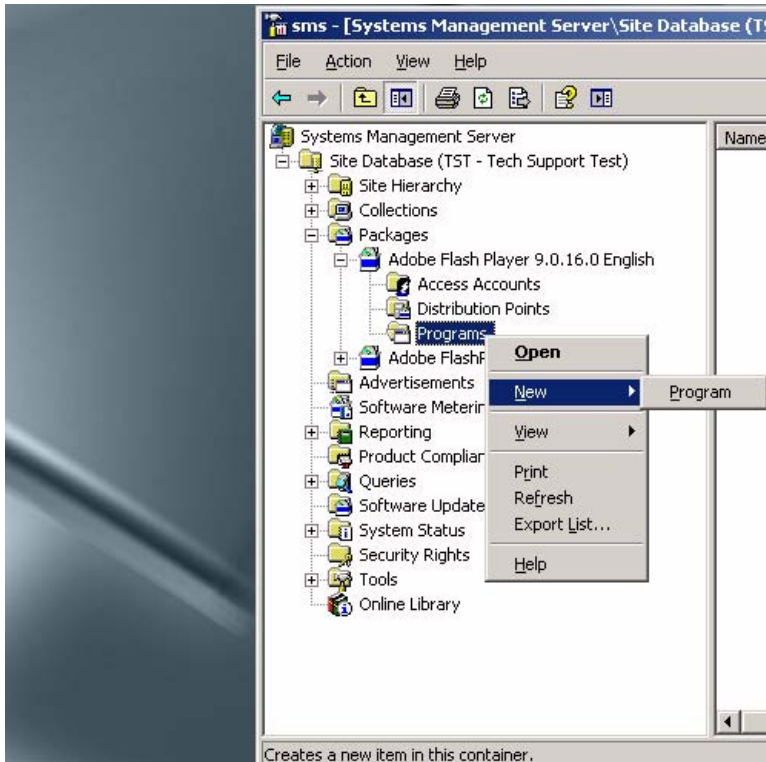 sms - [Systems Management Server\Site Database (TS
File Action View Help
Systems Management Server
Name
Site Database (TST - Tech Support Test)
Site Hierarchy
Collections
Packages
Adobe Flash Player 9.0.16.0 English
Access Accounts
Distribution Points
Programs
Adobe FlashP
Advertisements
Software Meterin
Reporting
Product Complian
Queries
Software Update
System Status
Security Rights
Tools
Online Library
Open
New
Program
View
Print
Refresh
Export List...
Help
Creates a new item in this container.